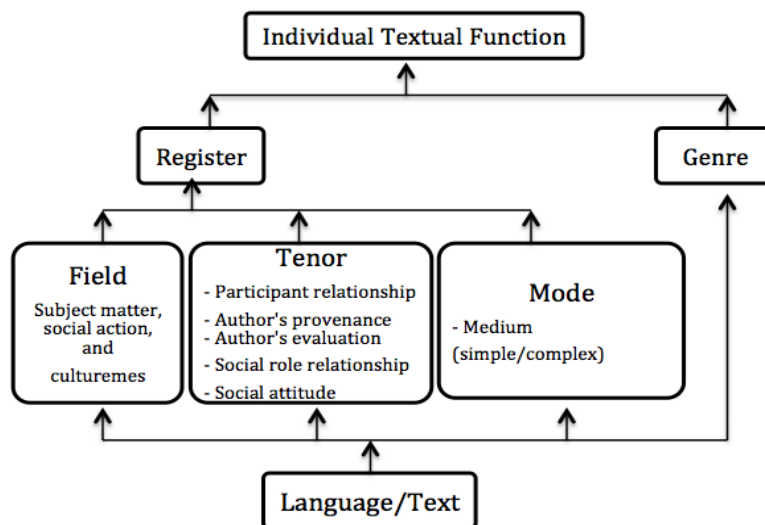 Individual Textual Function
Register
Genre
Field
Subject matter,
social action,
and
culturemes
Tenor
- Participant relationship
- Author's provenance
- Author's evaluation
- Social role relationship
- Social attitude
Mode
- Medium
(simple/complex)
Language/Text